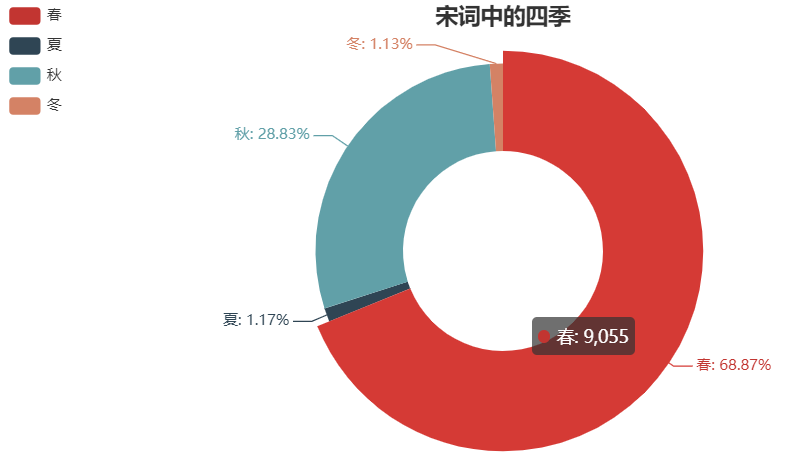 宋词中的四季
春
夏
秋
冬
冬: 1.13%
秋: 28.83%
夏: 1.17%
春: 9,055
春: 68.87%